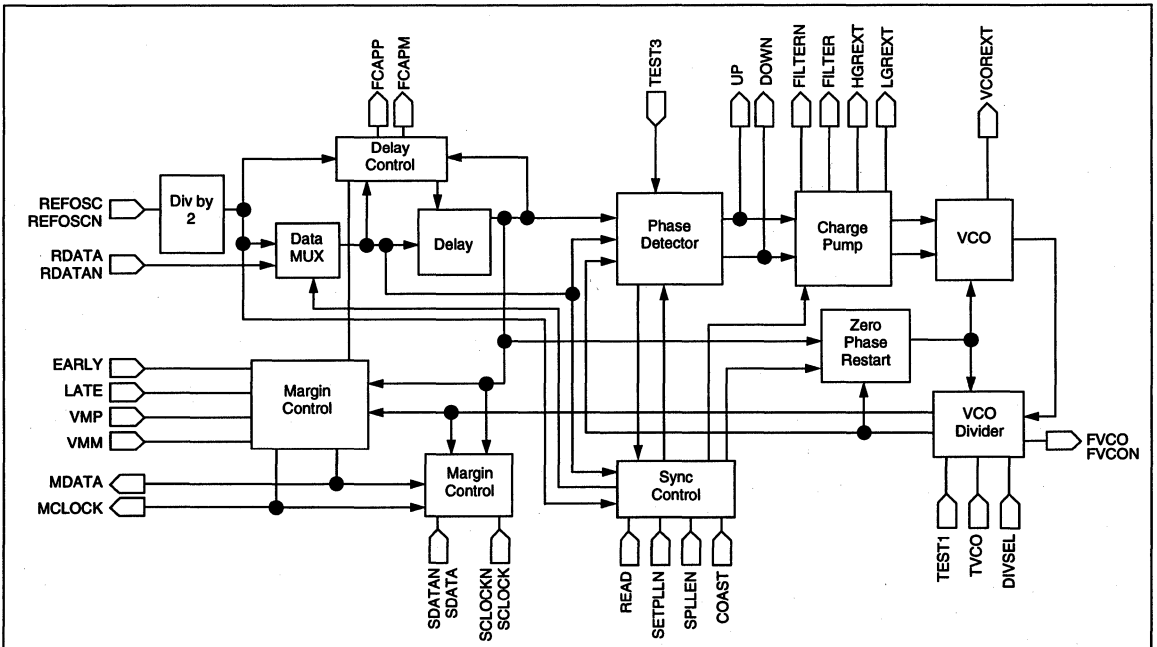 FCAPP
FCAPM
TEST3
UP
DOWN
FILTERN
FILTER
HGREXT
LGREXT
VCOREXT
Delay
Control
REFOSC
REFOSCN
Div by
2
RDATA
RDATAN
Data
MUX
Delay
Phase
Detector
Charge
Pump
VCO
Zero
Phase
Restart
EARLY
LATE
VMP
VMM
Margin
Control
VCO
Divider
FVCO
FVCON
MDATA
MCLOCK
Margin
Control
Sync
Control
SDATAN
SDATA
SCLOCKN
SCLOCK
READ
SETPLLN
SPLLEN
COAST
TEST1
TVCO
DIVSEL